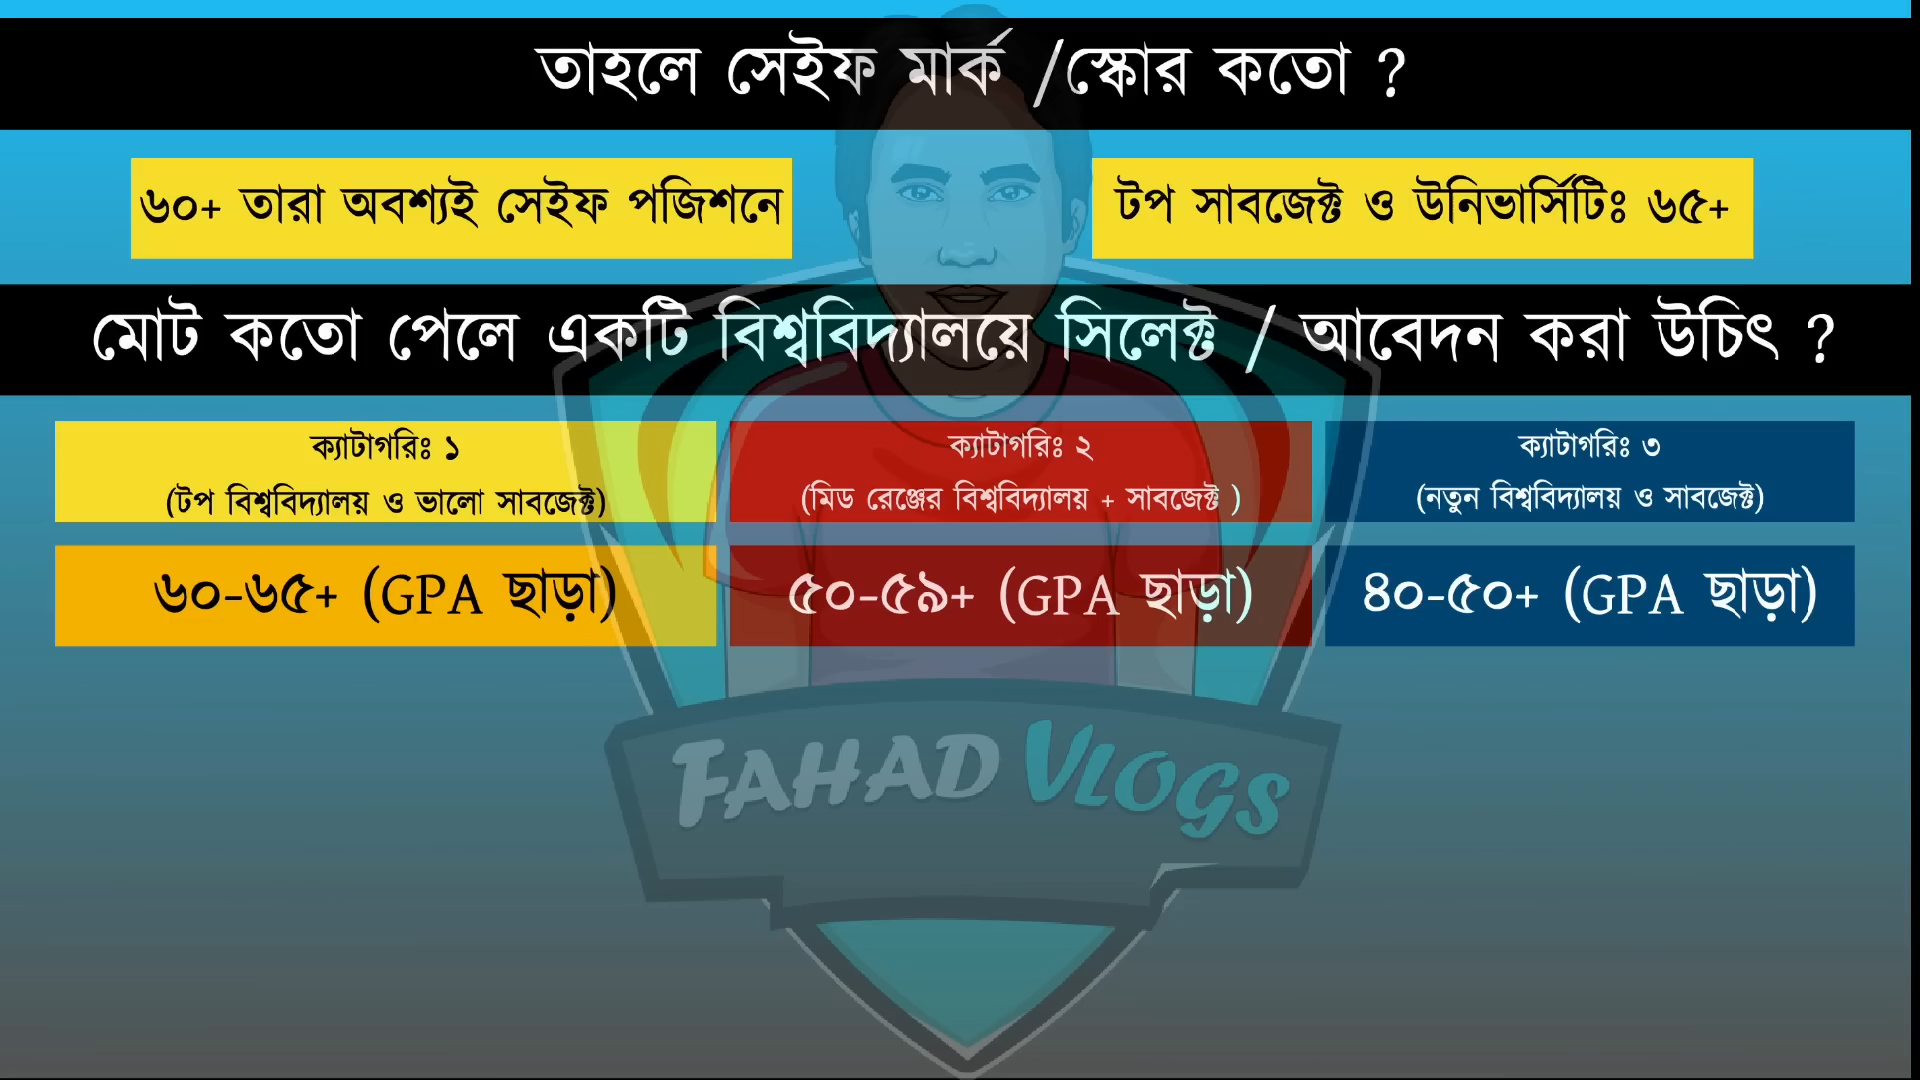 তাহলে সেইফ মার্ক /স্কোর কতো ?
৬০+ তারা অবশ্যই সেইফ পজিশনে
টপ সাবজেক্ট ও উনিভার্সিটিঃ ৬৫+
মোট কতো পেলে একটি বিশ্ববিদ্যালয়ে সিলেক্ট / আবেদন করা উচিৎ ?
ক্যাটাগরিঃ ১
(টপ বিশ্ববিদ্যালয় ও ভালো সাবজেক্ট)
ক্যাটাগরিঃ ২
(মিড রেঞ্জের বিশ্ববিদ্যালয় + সাবজেক্ট )
ক্যাটাগরিঃ ৩
(নতুন বিশ্ববিদ্যালয় ও সাবজেক্ট)
৬০-৬৫+ (GPA ছাড়া)
৫০-৫৯+ (GPA ছাড়া)
৪০-৫০+ (GPA ছাড়া)
FAHAD VLOGS